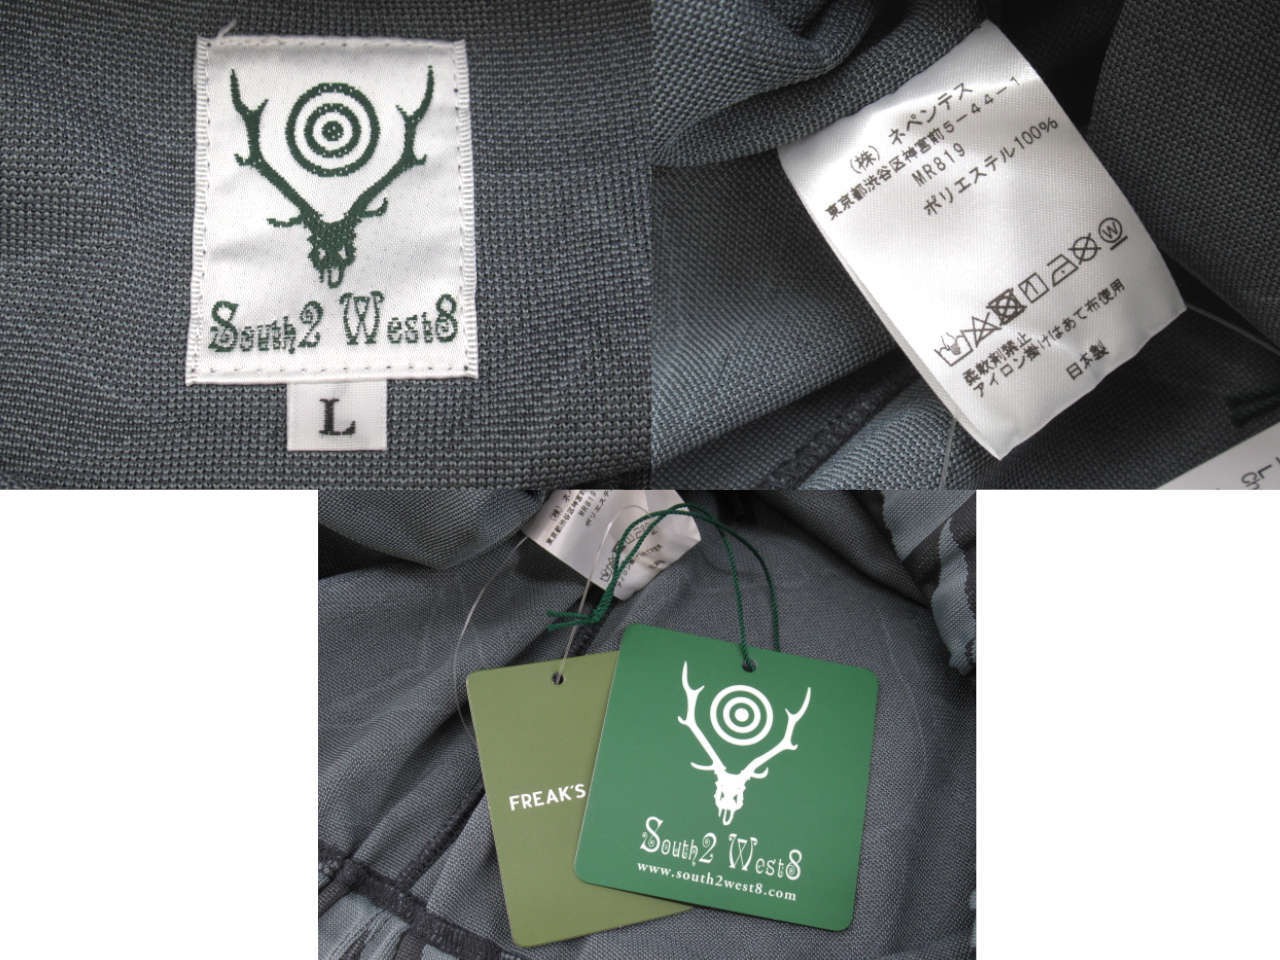 South2 West8
L
(株) ネペンテス
東京都渋谷区神宮前5-44-1
MR819
ポリエステル100%
柔軟剤禁止
アイロン掛けはあて布使用
日本製
FREAK'S
South2 West8
www.south2west8.com